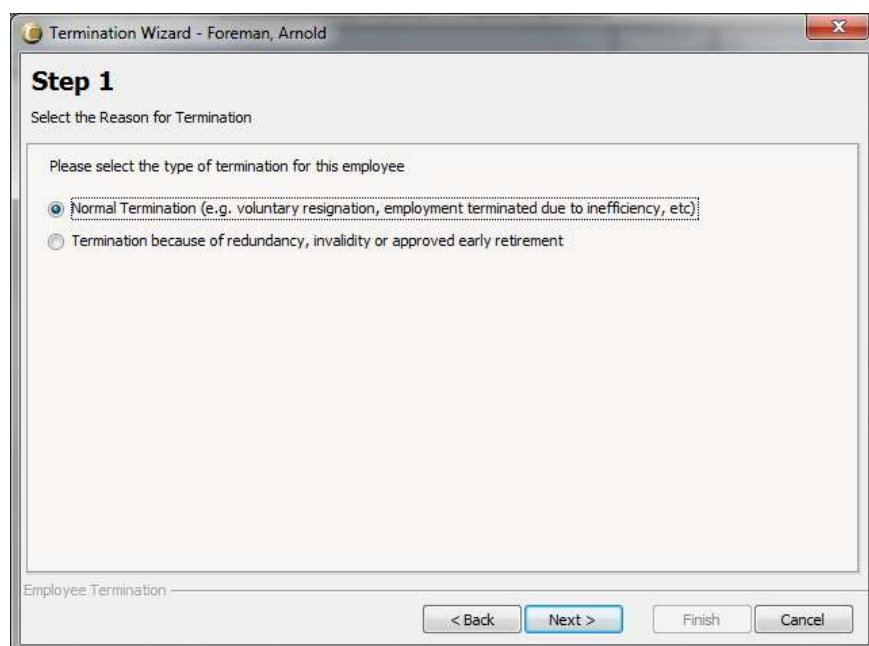 Termination Wizard - Foreman, Arnold
Step 1
Select the Reason for Termination
Please select the type of termination for this employee
Normal Termination (e.g. voluntary resignation, employment terminated due to inefficiency, etc)
Termination because of redundancy, invalidity or approved early retirement
Employee Termination
< Back Next > Finish Cancel